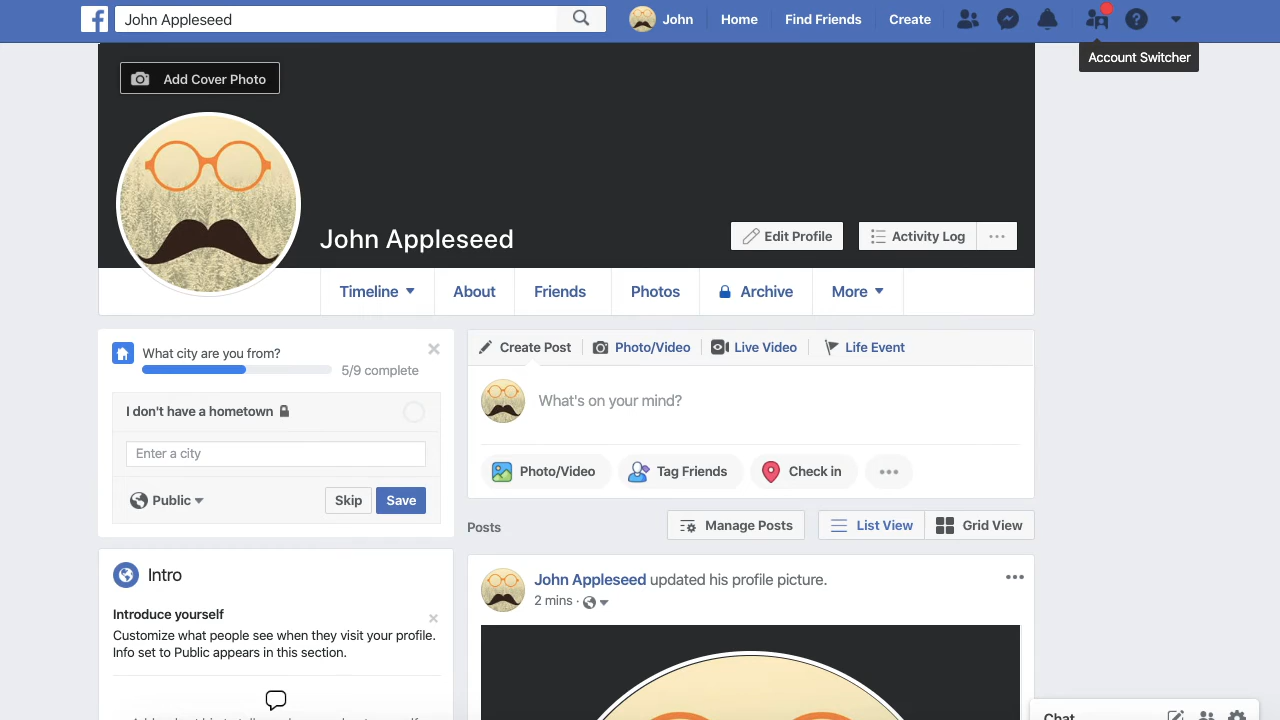 John Appleseed
John
Home
Find Friends
Create
Account Switcher
Add Cover Photo
John Appleseed
Edit Profile
Activity Log
Timeline
About
Friends
Photos
Archive
More
What city are you from?
5/9 complete
I don't have a hometown
Enter a city
Public
Skip
Save
Intro
Introduce yourself
Customize what people see when they visit your profile.
Info set to Public appears in this section.
Create Post
Photo/Video
Live Video
Life Event
What's on your mind?
Photo/Video
Tag Friends
Check in
Posts
Manage Posts
List View
Grid View
John Appleseed updated his profile picture.
2 mins ·
Chat